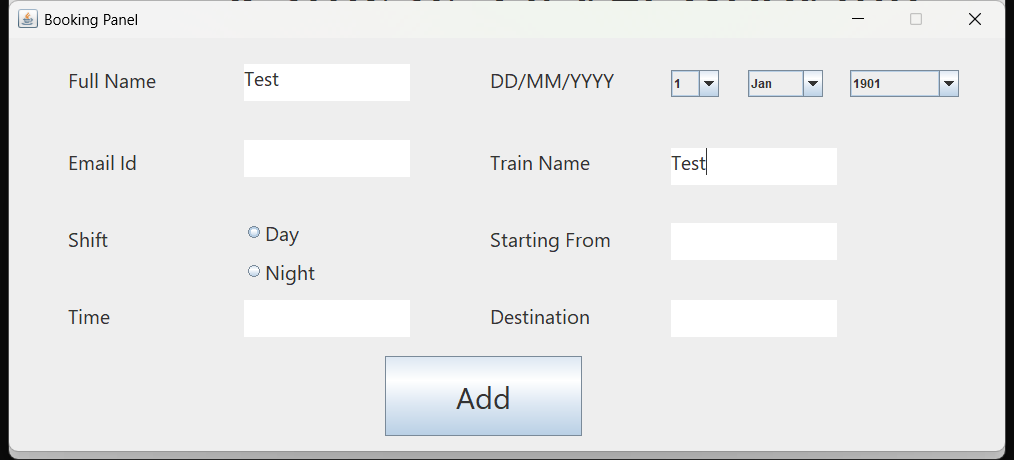 Booking Panel
Full Name Test DD/MM/YYYY 1 Jan 1901
Email Id Train Name Test
Shift Day Starting From
Night
Time Destination
Add